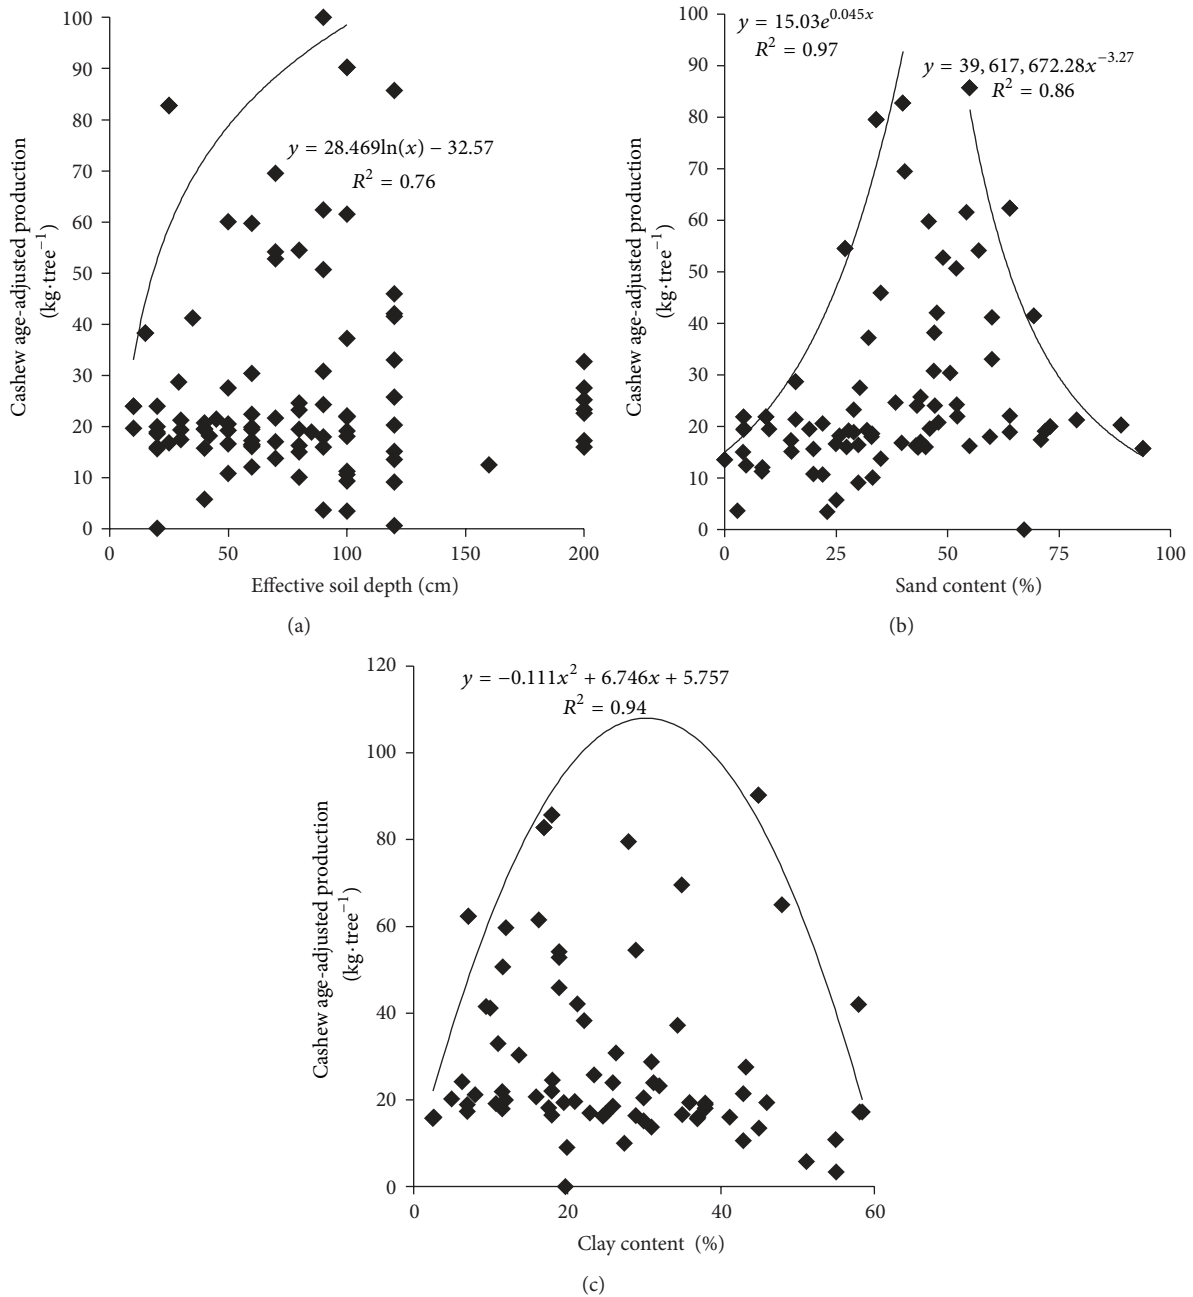 Cashew age-adjusted production
(kg·tree⁻¹)
100
90
80
70
60
50
40
30
20
10
0
y = 28.469ln(x) − 32.57
R² = 0.76
0 50 100 150 200
Effective soil depth (cm)
(a)
Cashew age-adjusted production
(kg·tree⁻¹)
100
90
80
70
60
50
40
30
20
10
0
y = 15.03e^0.045x
R² = 0.97
y = 39, 617, 672.28x^−3.27
R² = 0.86
0 25 50 75 100
Sand content (%)
(b)
Cashew age-adjusted production
(kg·tree⁻¹)
120
100
80
60
40
20
0
y = −0.111x² + 6.746x + 5.757
R² = 0.94
0 20 40 60
Clay content (%)
(c)